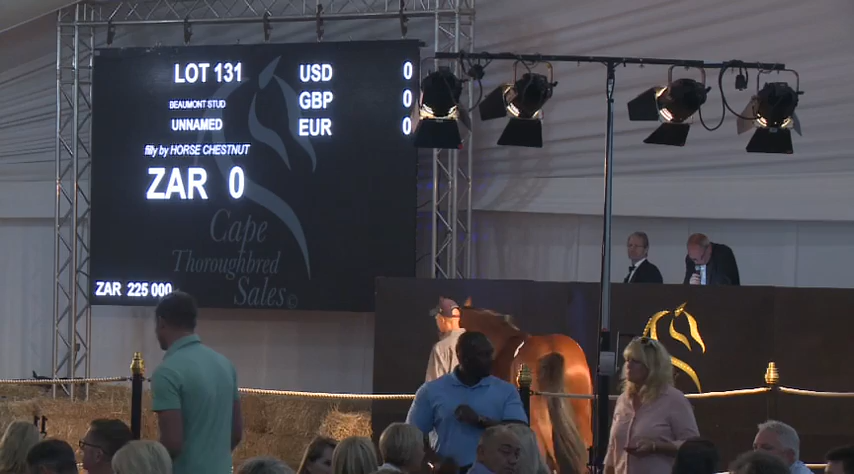 LOT 131
USD 0
BEAUMONT STUD
GBP 0
UNNAMED
EUR 0
filly by HORSE CHESTNUT
ZAR 0
Cape
Thoroughbred
Sales©
ZAR 225 000